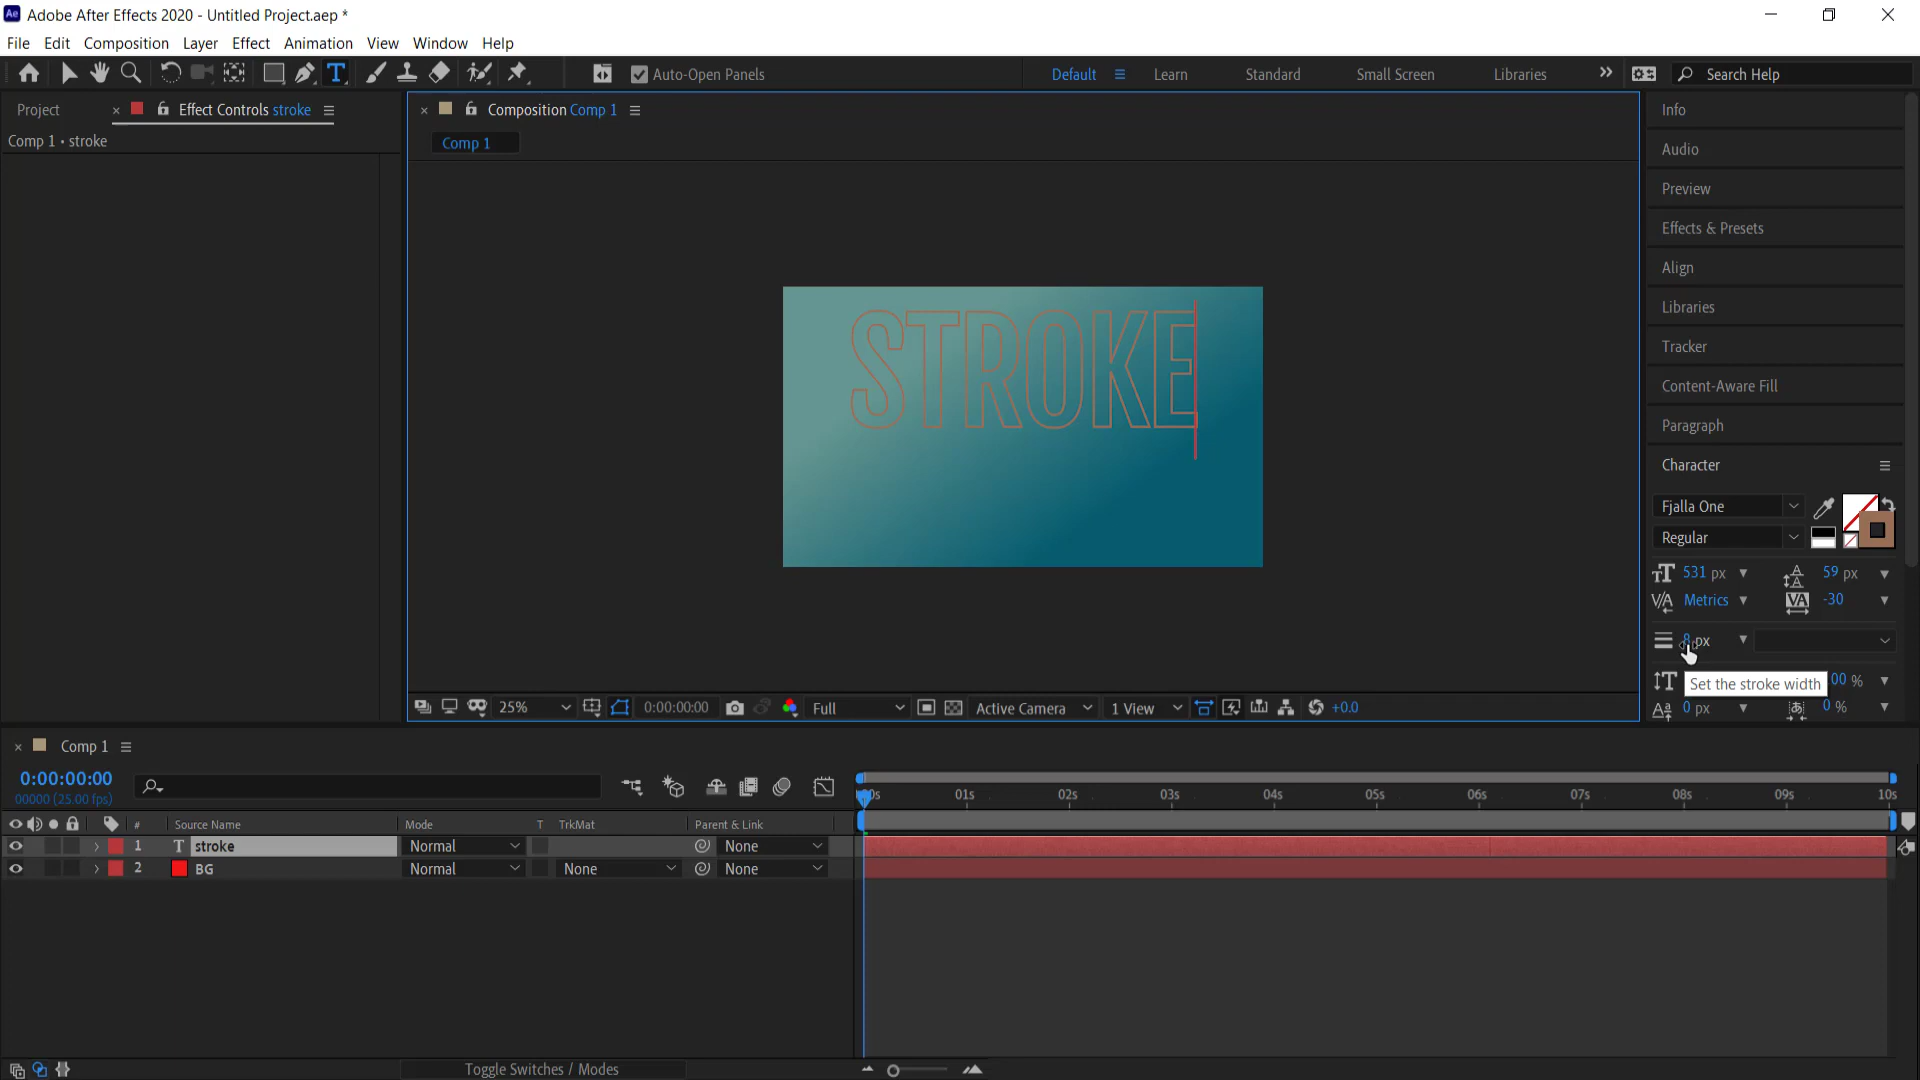 Adobe After Effects 2020 - Untitled Project.aep *
File Edit Composition Layer Effect Animation View Window Help
Auto-Open Panels Default Learn Standard Small Screen Libraries Search Help
Project Effect Controls stroke
Comp 1 • stroke
Composition Comp 1
Comp 1
STROKE
25% 0:00:00:00 Full Active Camera 1 View +0.0
Info
Audio
Preview
Effects & Presets
Align
Libraries
Tracker
Content-Aware Fill
Paragraph
Character
Fjalla One
Regular
531 px 59 px
Metrics -30
8 px
Set the stroke width 00 %
0 px 0 %
Comp 1
0:00:00:00
00000 (25.00 fps)
01s 02s 03s 04s 05s 06s 07s 08s 09s 10s
# Source Name Mode T TrkMat Parent & Link
1 T stroke Normal None
2 BG Normal None None
Toggle Switches / Modes